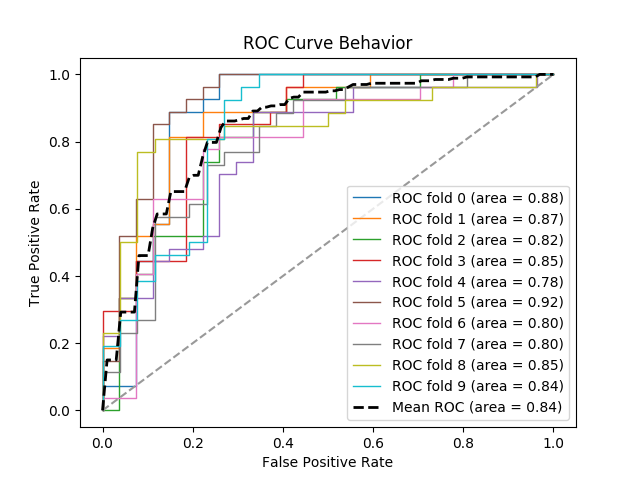 ROC Curve Behavior
True Positive Rate
1.0
0.8
0.6
0.4
0.2
0.0
ROC fold 0 (area = 0.88)
ROC fold 1 (area = 0.87)
ROC fold 2 (area = 0.82)
ROC fold 3 (area = 0.85)
ROC fold 4 (area = 0.78)
ROC fold 5 (area = 0.92)
ROC fold 6 (area = 0.80)
ROC fold 7 (area = 0.80)
ROC fold 8 (area = 0.85)
ROC fold 9 (area = 0.84)
Mean ROC (area = 0.84)
0.0 0.2 0.4 0.6 0.8 1.0
False Positive Rate